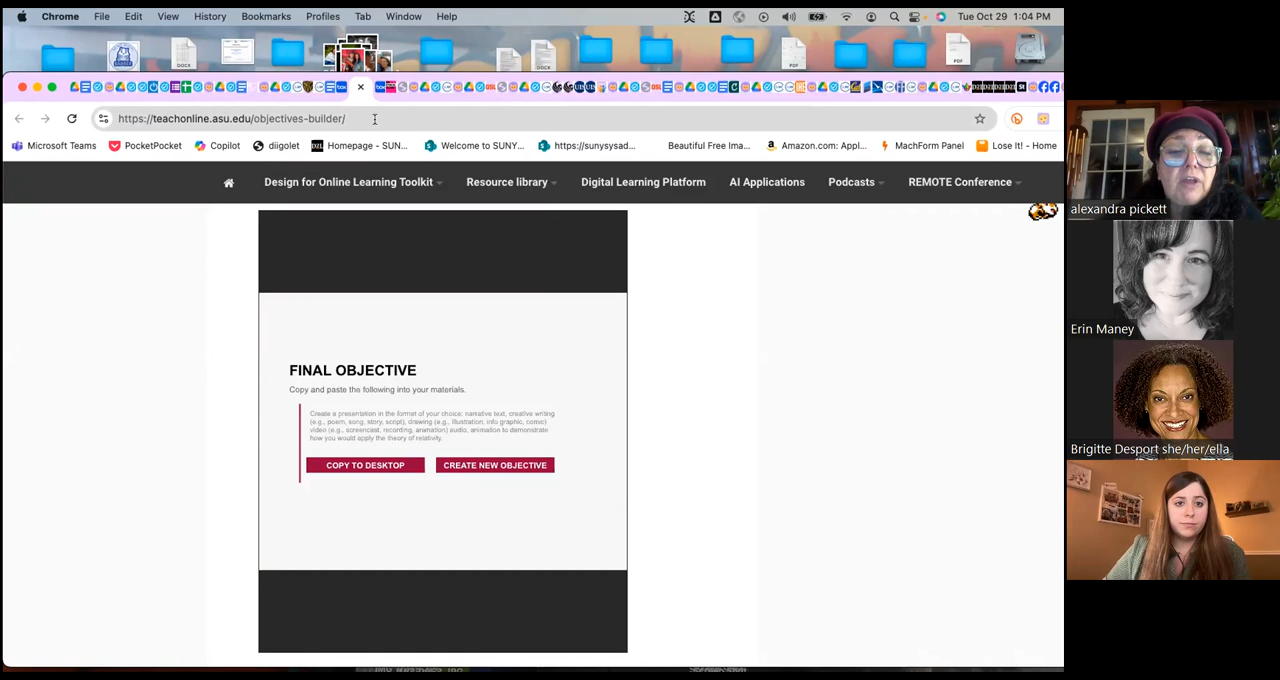 Chrome File Edit View History Bookmarks Profiles Tab Window Help
Tue Oct 29 1:04 PM
DOCX
DOCX
PDF
PDF
https://teachonline.asu.edu/objectives-builder/
Microsoft Teams PocketPocket Copilot diigolet Homepage - SUN... Welcome to SUNY... https://sunysysad... Beautiful Free Ima... Amazon.com: Appl... MachForm Panel Lose It! - Home
Design for Online Learning Toolkit Resource library Digital Learning Platform AI Applications Podcasts REMOTE Conference
FINAL OBJECTIVE
Copy and paste the following into your materials.
Create a presentation in the format of your choice: narrative text, creative writing
(e.g., poem, song, story, script), drawing (e.g., illustration, info graphic, comic)
video (e.g., screencast, recording, animation) audio, animation to demonstrate
how you would apply the theory of relativity.
COPY TO DESKTOP CREATE NEW OBJECTIVE
alexandra pickett
Erin Maney
Brigitte Desport she/her/ella